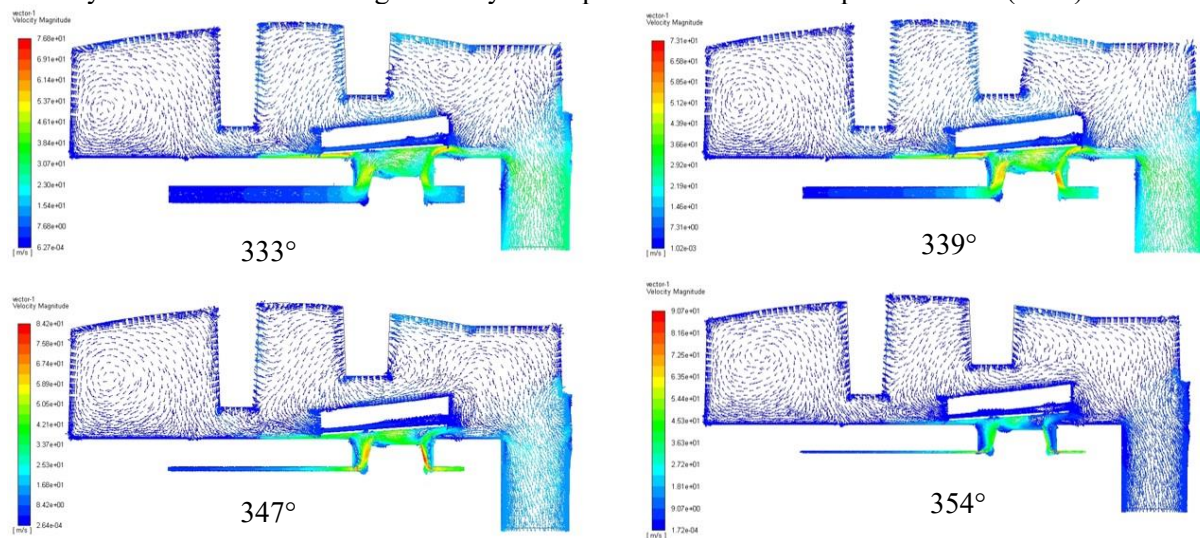 vector-1
Velocity Magnitude
7.68e+01
6.91e+01
6.14e+01
5.37e+01
4.61e+01
3.84e+01
3.07e+01
2.30e+01
1.54e+01
7.68e+00
6.27e-04
[ m/s ]
333°
vector-1
Velocity Magnitude
7.31e+01
6.58e+01
5.85e+01
5.12e+01
4.39e+01
3.66e+01
2.92e+01
2.19e+01
1.46e+01
7.31e+00
1.02e-03
[ m/s ]
339°
vector-1
Velocity Magnitude
8.42e+01
7.58e+01
6.74e+01
5.89e+01
5.05e+01
4.21e+01
3.37e+01
2.53e+01
1.68e+01
8.42e+00
2.64e-04
[ m/s ]
347°
vector-1
Velocity Magnitude
9.07e+01
8.16e+01
7.25e+01
6.35e+01
5.44e+01
4.53e+01
3.63e+01
2.72e+01
1.81e+01
9.07e+00
1.72e-04
[ m/s ]
354°